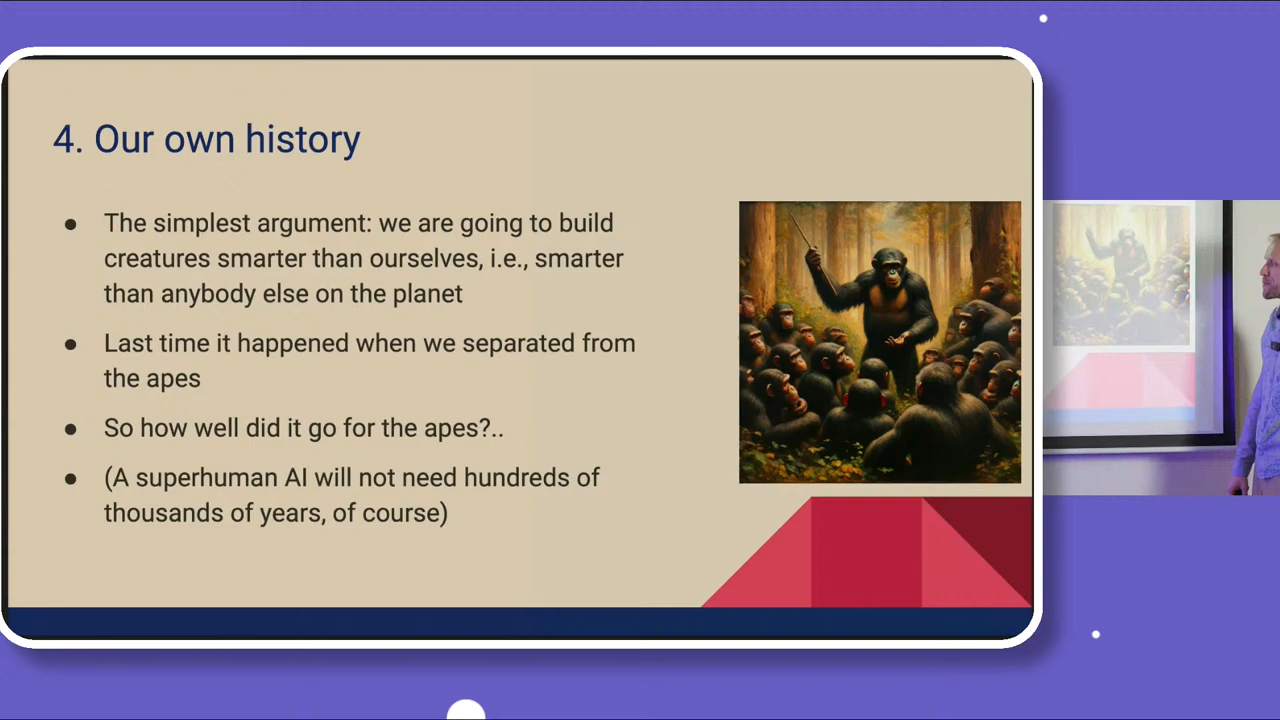 4. Our own history
● The simplest argument: we are going to build
creatures smarter than ourselves, i.e., smarter
than anybody else on the planet
● Last time it happened when we separated from
the apes
● So how well did it go for the apes?..
● (A superhuman AI will not need hundreds of
thousands of years, of course)